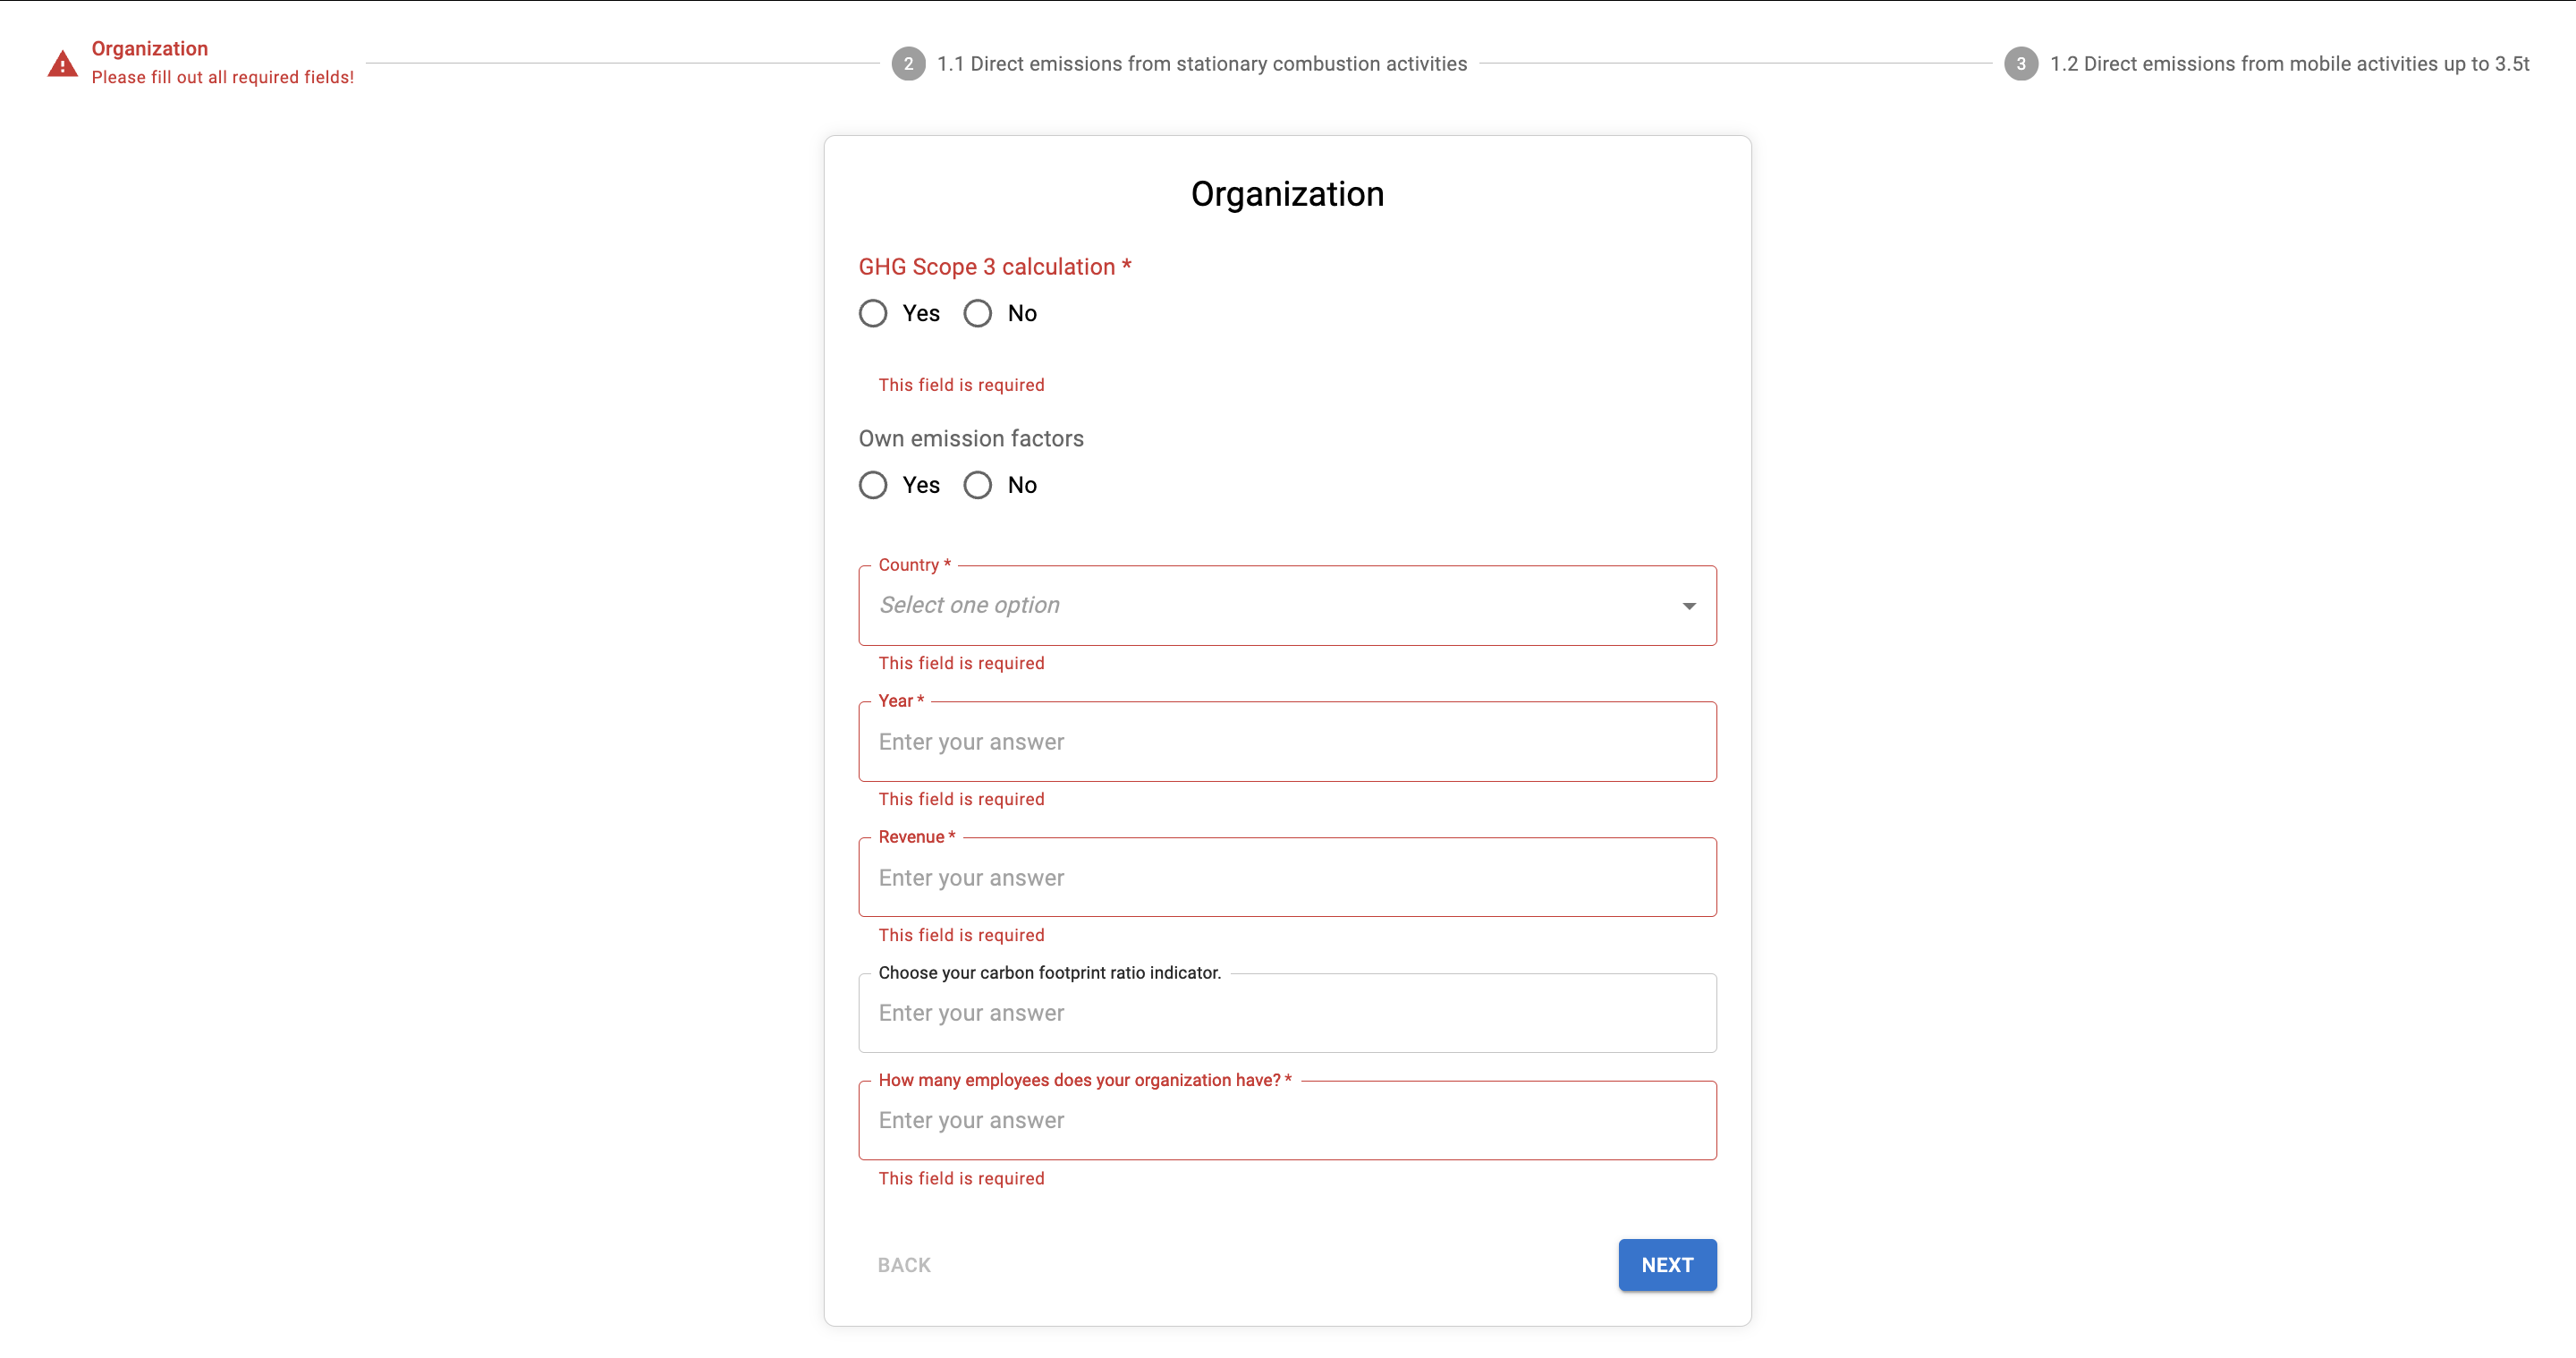 Organization
Please fill out all required fields!
2 1.1 Direct emissions from stationary combustion activities
3 1.2 Direct emissions from mobile activities up to 3.5t
Organization
GHG Scope 3 calculation *
Yes No
This field is required
Own emission factors
Yes No
Country *
Select one option
This field is required
Year *
Enter your answer
This field is required
Revenue *
Enter your answer
This field is required
Choose your carbon footprint ratio indicator.
Enter your answer
How many employees does your organization have? *
Enter your answer
This field is required
BACK NEXT